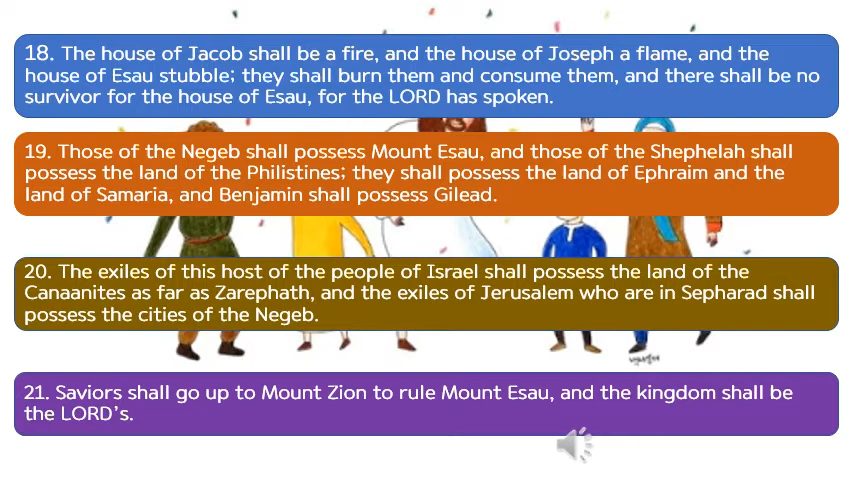 18. The house of Jacob shall be a fire, and the house of Joseph a flame, and the
house of Esau stubble; they shall burn them and consume them, and there shall be no
survivor for the house of Esau, for the LORD has spoken.
19. Those of the Negeb shall possess Mount Esau, and those of the Shephelah shall
possess the land of the Philistines; they shall possess the land of Ephraim and the
land of Samaria, and Benjamin shall possess Gilead.
20. The exiles of this host of the people of Israel shall possess the land of the
Canaanites as far as Zarephath, and the exiles of Jerusalem who are in Sepharad shall
possess the cities of the Negeb.
21. Saviors shall go up to Mount Zion to rule Mount Esau, and the kingdom shall be
the LORD's.